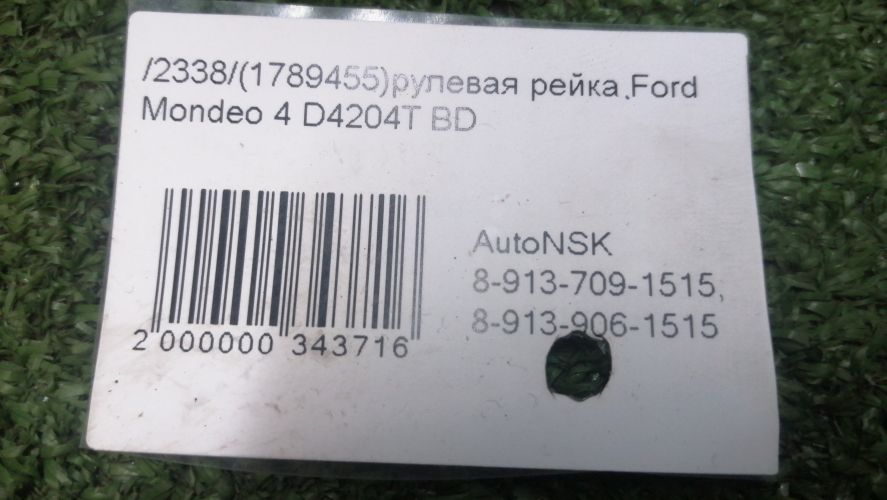 /2338/(1789455)рулевая рейка,Ford
Mondeo 4 D4204T BD
AutoNSK
8-913-709-1515,
8-913-906-1515
2 000000 343716